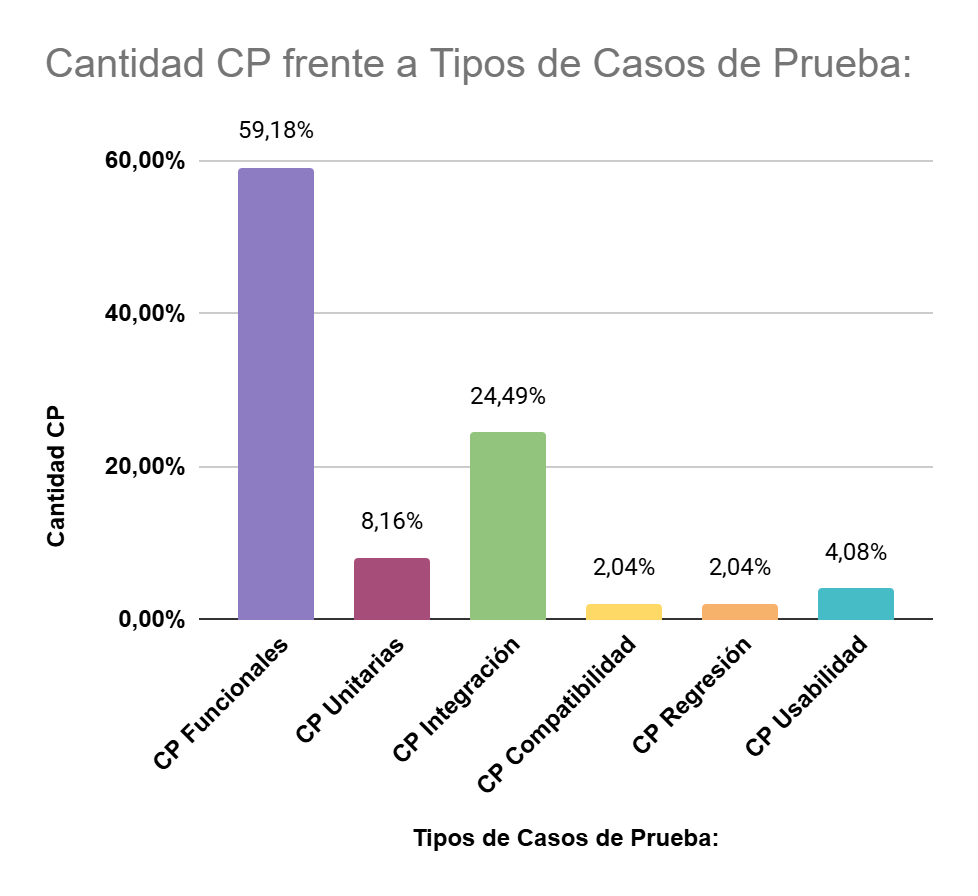 Cantidad CP frente a Tipos de Casos de Prueba:
59,18%
60,00%
40,00%
24,49%
20,00%
8,16%
2,04%
2,04%
4,08%
0,00%
Cantidad CP
CP Funcionales
CP Unitarias
CP Integración
CP Compatibilidad
CP Regresión
CP Usabilidad
Tipos de Casos de Prueba: